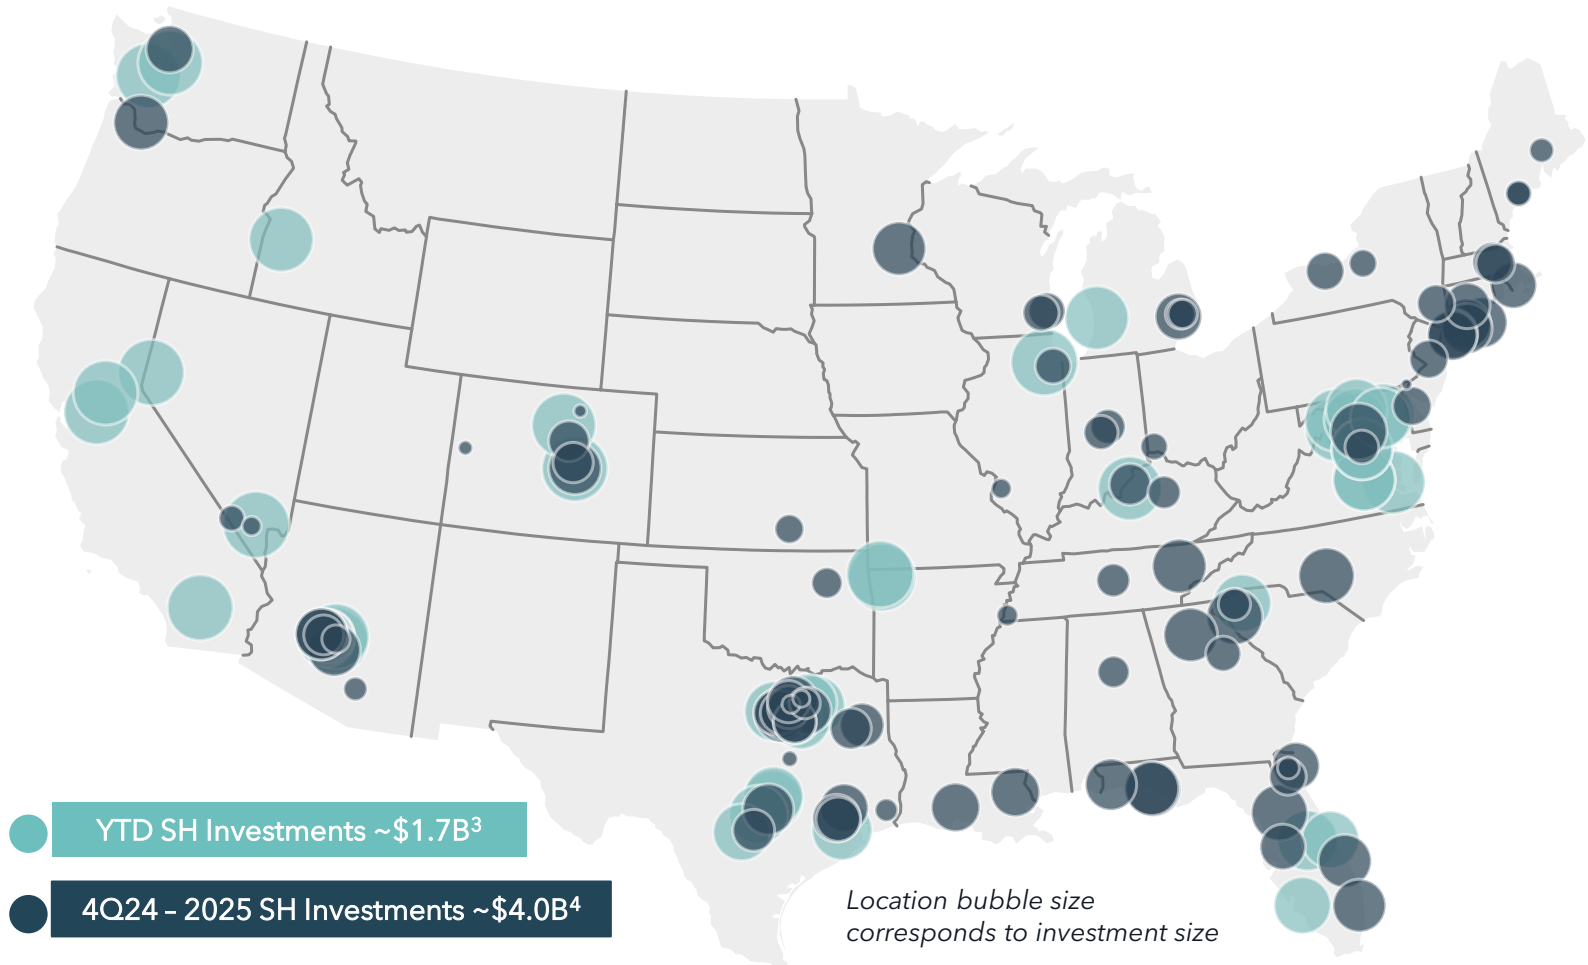 YTD SH Investments ~$1.7B³
4Q24 – 2025 SH Investments ~$4.0B⁴
Location bubble size
corresponds to investment size